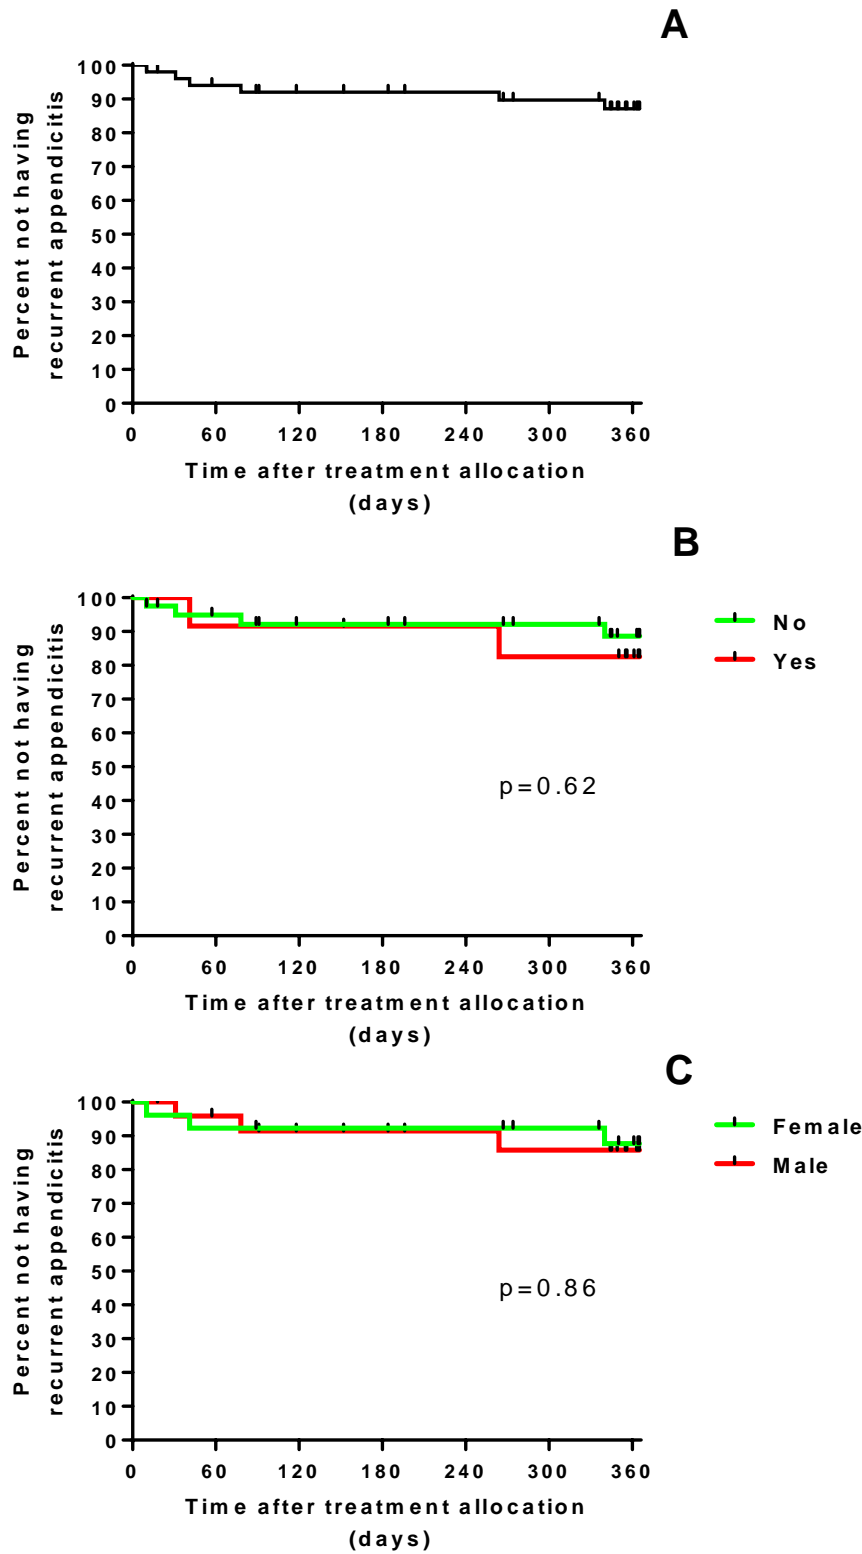 A
Percent not having
recurrent appendicitis
100
90
80
70
60
50
40
30
20
10
0
0 60 120 180 240 300 360
Time after treatment allocation
(days)
B
Percent not having
recurrent appendicitis
100
90
80
70
60
50
40
30
20
10
0
No
Yes
p=0.62
0 60 120 180 240 300 360
Time after treatment allocation
(days)
C
Percent not having
recurrent appendicitis
100
90
80
70
60
50
40
30
20
10
0
Female
Male
p=0.86
0 60 120 180 240 300 360
Time after treatment allocation
(days)